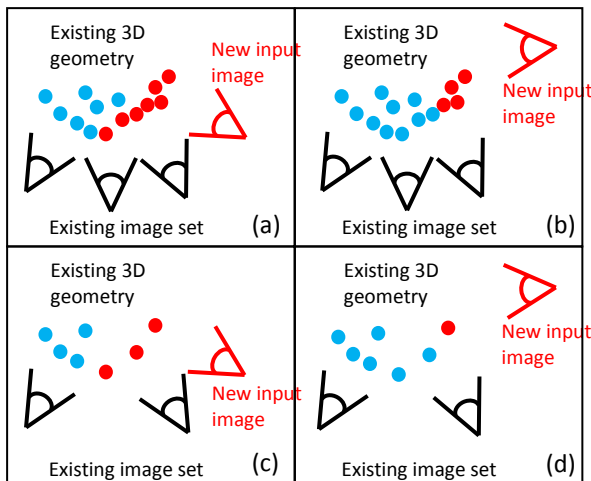 Existing 3D
geometry
New input
image
Existing image set
(a)
Existing 3D
geometry
New input
image
Existing image set
(b)
Existing 3D
geometry
New input
image
Existing image set
(c)
Existing 3D
geometry
New input
image
Existing image set
(d)